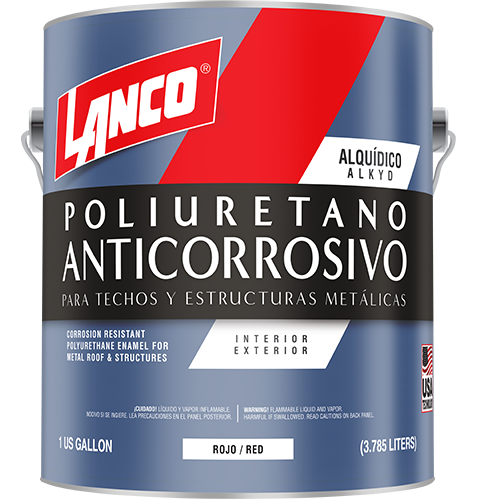 LANCO®
ALQUÍDICO
ALKYD
POLIURETANO
ANTICORROSIVO
PARA TECHOS Y ESTRUCTURAS METÁLICAS
CORROSION RESISTANT
POLYURETHANE ENAMEL FOR
METAL ROOF & STRUCTURES
INTERIOR
EXTERIOR
USA
¡CUIDADO! LÍQUIDO Y VAPOR INFLAMABLE.
NOCIVO SI SE INGIERE. LEA PRECAUCIONES EN EL PANEL POSTERIOR.
WARNING! FLAMMABLE LIQUID AND VAPOR.
HARMFUL IF SWALLOWED. READ CAUTIONS ON BACK PANEL.
1 US GALLON
ROJO / RED
(3.785 LITERS)